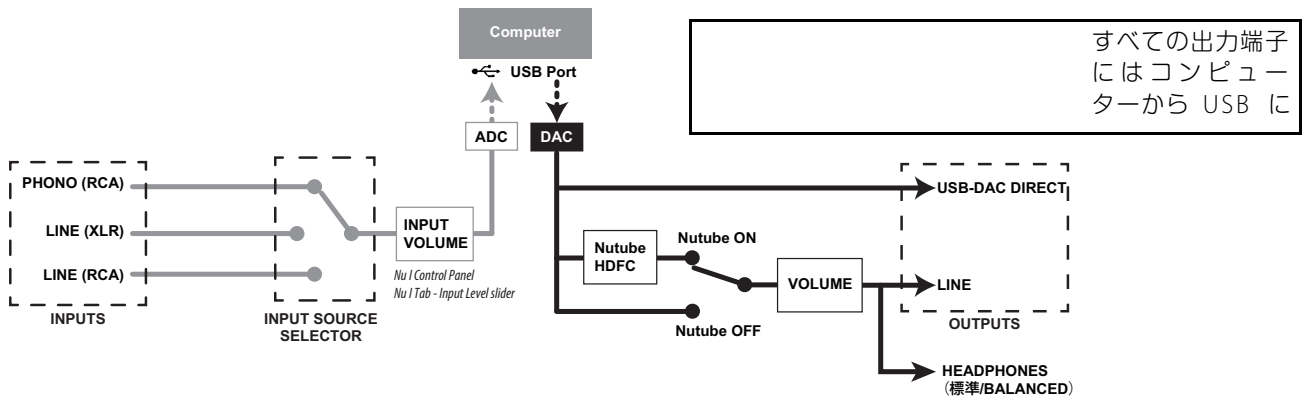 Computer
USB Port
すべての出力端子
にはコンピュー
ターから USB に
ADC
DAC
PHONO (RCA)
LINE (XLR)
LINE (RCA)
INPUTS
INPUT SOURCE
SELECTOR
INPUT
VOLUME
Nu I Control Panel
Nu I Tab - Input Level slider
Nutube
HDFC
Nutube ON
Nutube OFF
VOLUME
USB-DAC DIRECT
LINE
OUTPUTS
HEADPHONES
(標準/BALANCED)